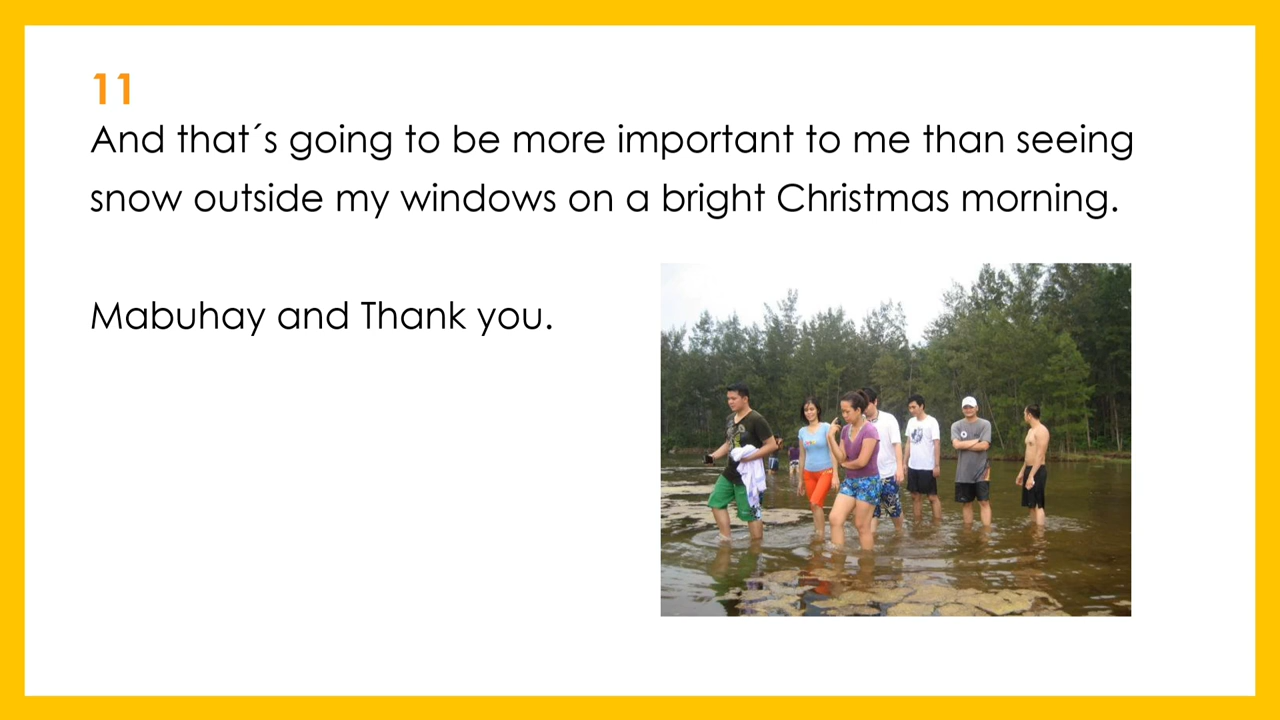 11
And that´s going to be more important to me than seeing
snow outside my windows on a bright Christmas morning.
Mabuhay and Thank you.